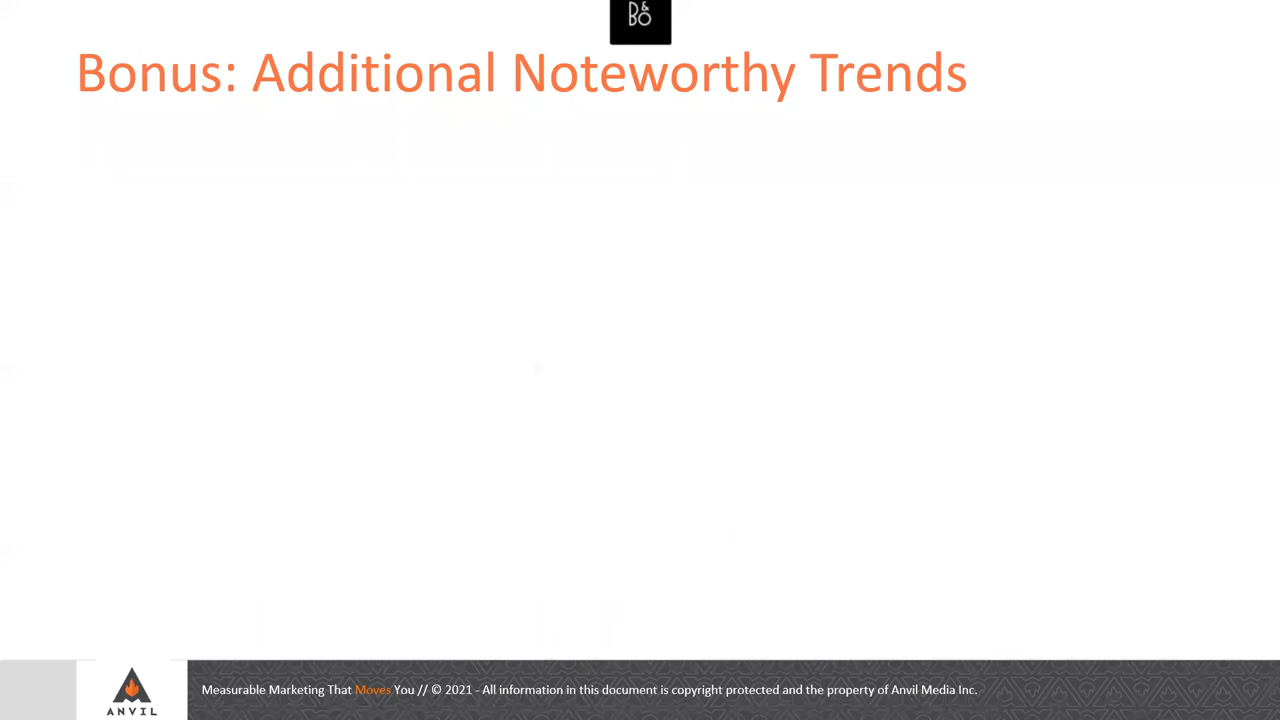 B&
BO
Bonus: Additional Noteworthy Trends
Measurable Marketing That Moves You // © 2021 - All information in this document is copyright protected and the property of Anvil Media Inc.
ANVIL